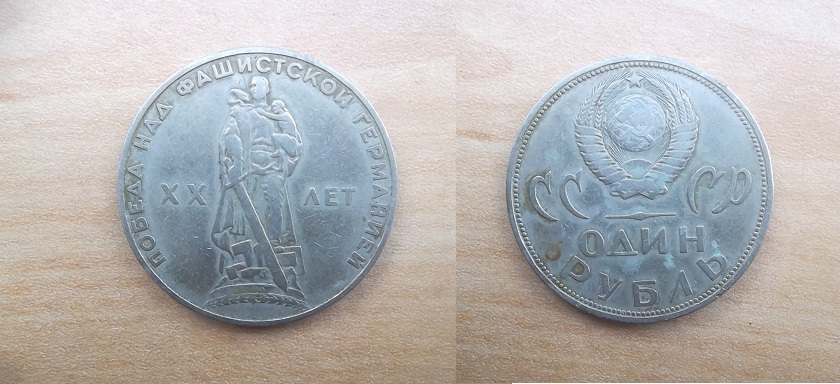 ПОБЕДА НАД ФАШИСТСКОЙ ГЕРМАНИЕЙ
XX ЛЕТ
СССР
ОДИН
РУБЛЬ